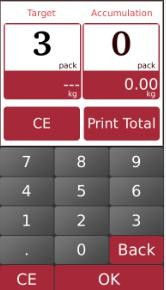 Target Accumulation
3 0
pack pack
--- 0.00
kg kg
CE Print Total
7 8 9
4 5 6
1 2 3
. 0 Back
CE OK